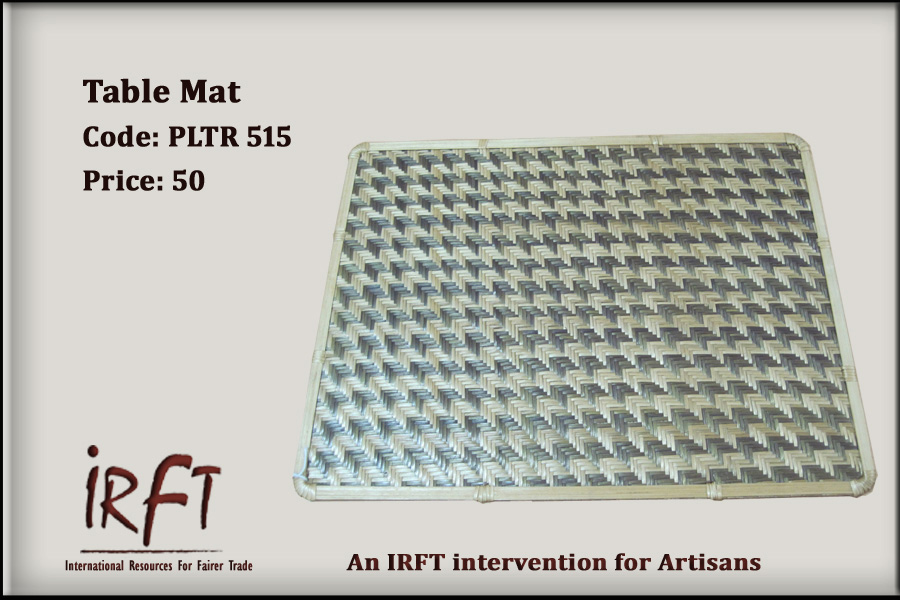 Table Mat
Code: PLTR 515
Price: 50
iRFT
International Resources For Fairer Trade
An IRFT intervention for Artisans